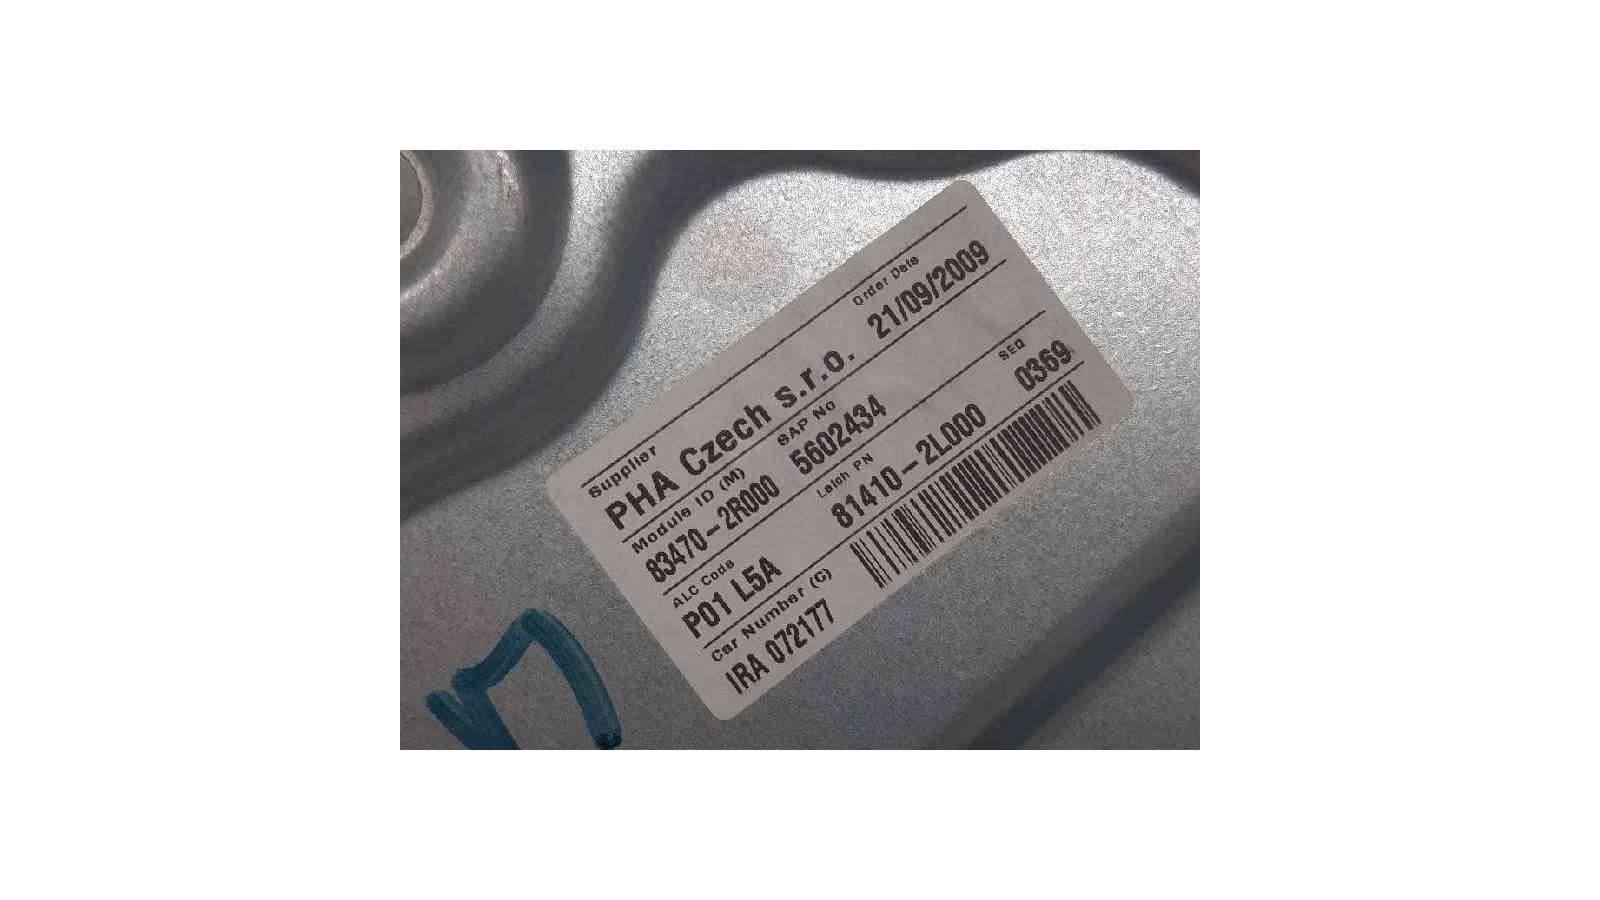 Supplier Order Date
PHA Czech s.r.o. 21/09/2009
Module ID (M) SAP No
83470-2R000 5602434
ALC Code Latch PN SEQ
P01 L5A 81410-2L000 0369
Car Number (C)
IRA 072177